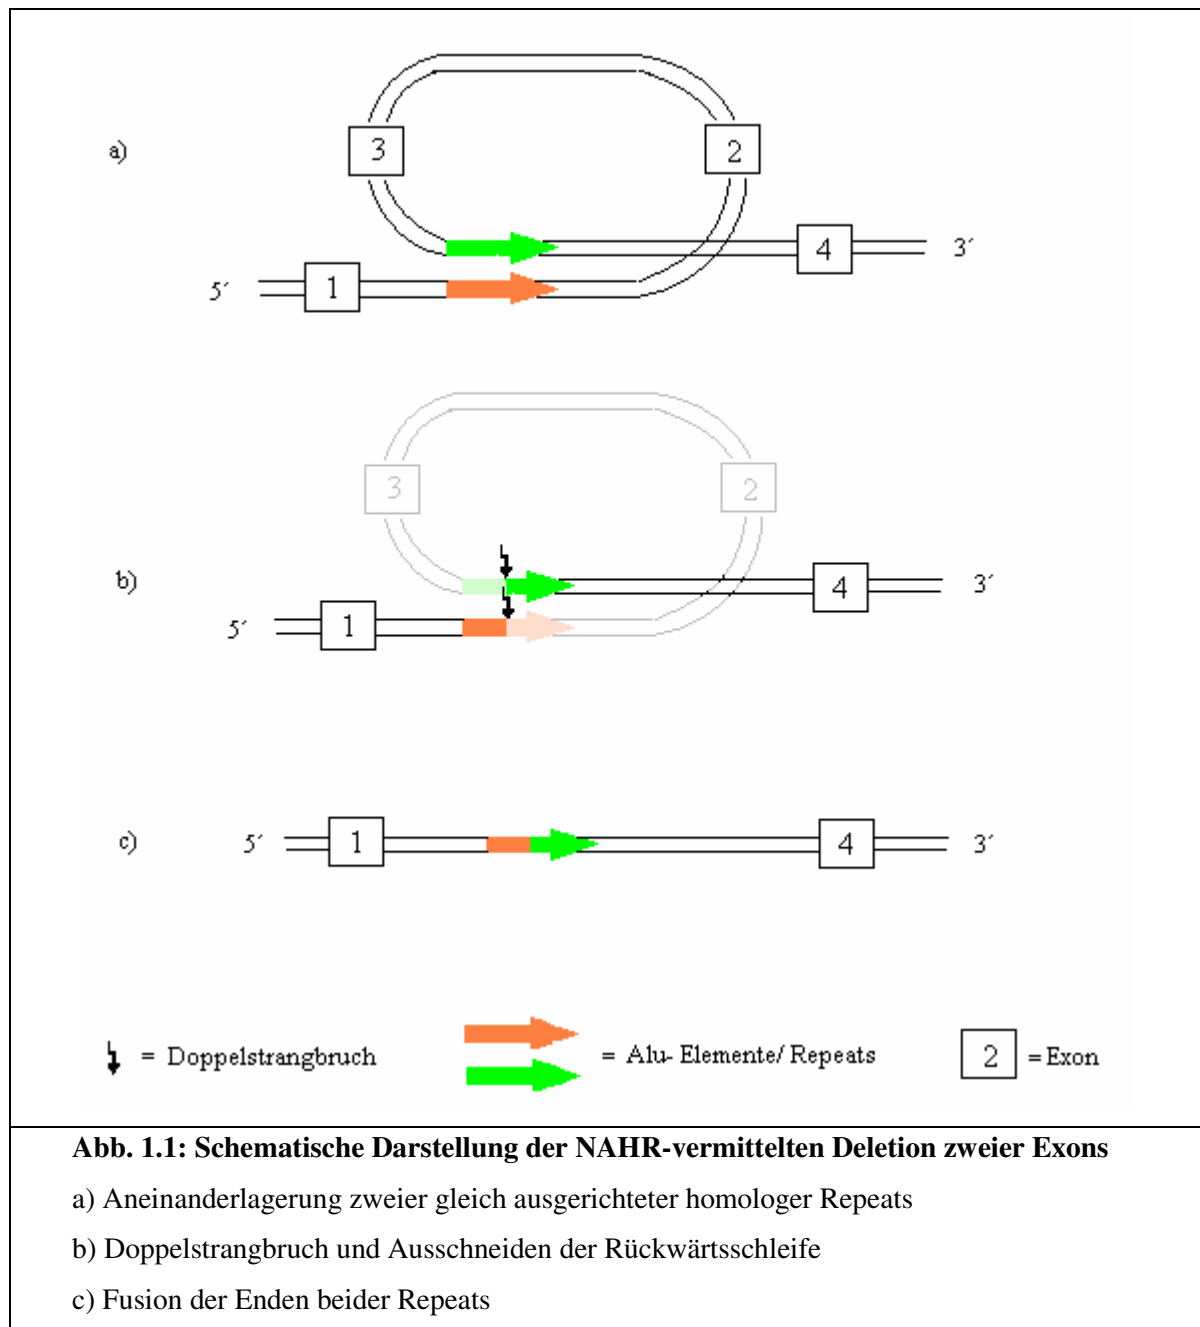 3
2
a)
4
3´
5´
1
3
2
b)
4
3´
5´
1
c)
5´
1
4
3´
= Doppelstrangbruch
= Alu- Elemente/ Repeats
2
= Exon
Abb. 1.1: Schematische Darstellung der NAHR-vermittelten Deletion zweier Exons
a) Aneinanderlagerung zweier gleich ausgerichteter homologer Repeats
b) Doppelstrangbruch und Ausschneiden der Rückwärtsschleife
c) Fusion der Enden beider Repeats